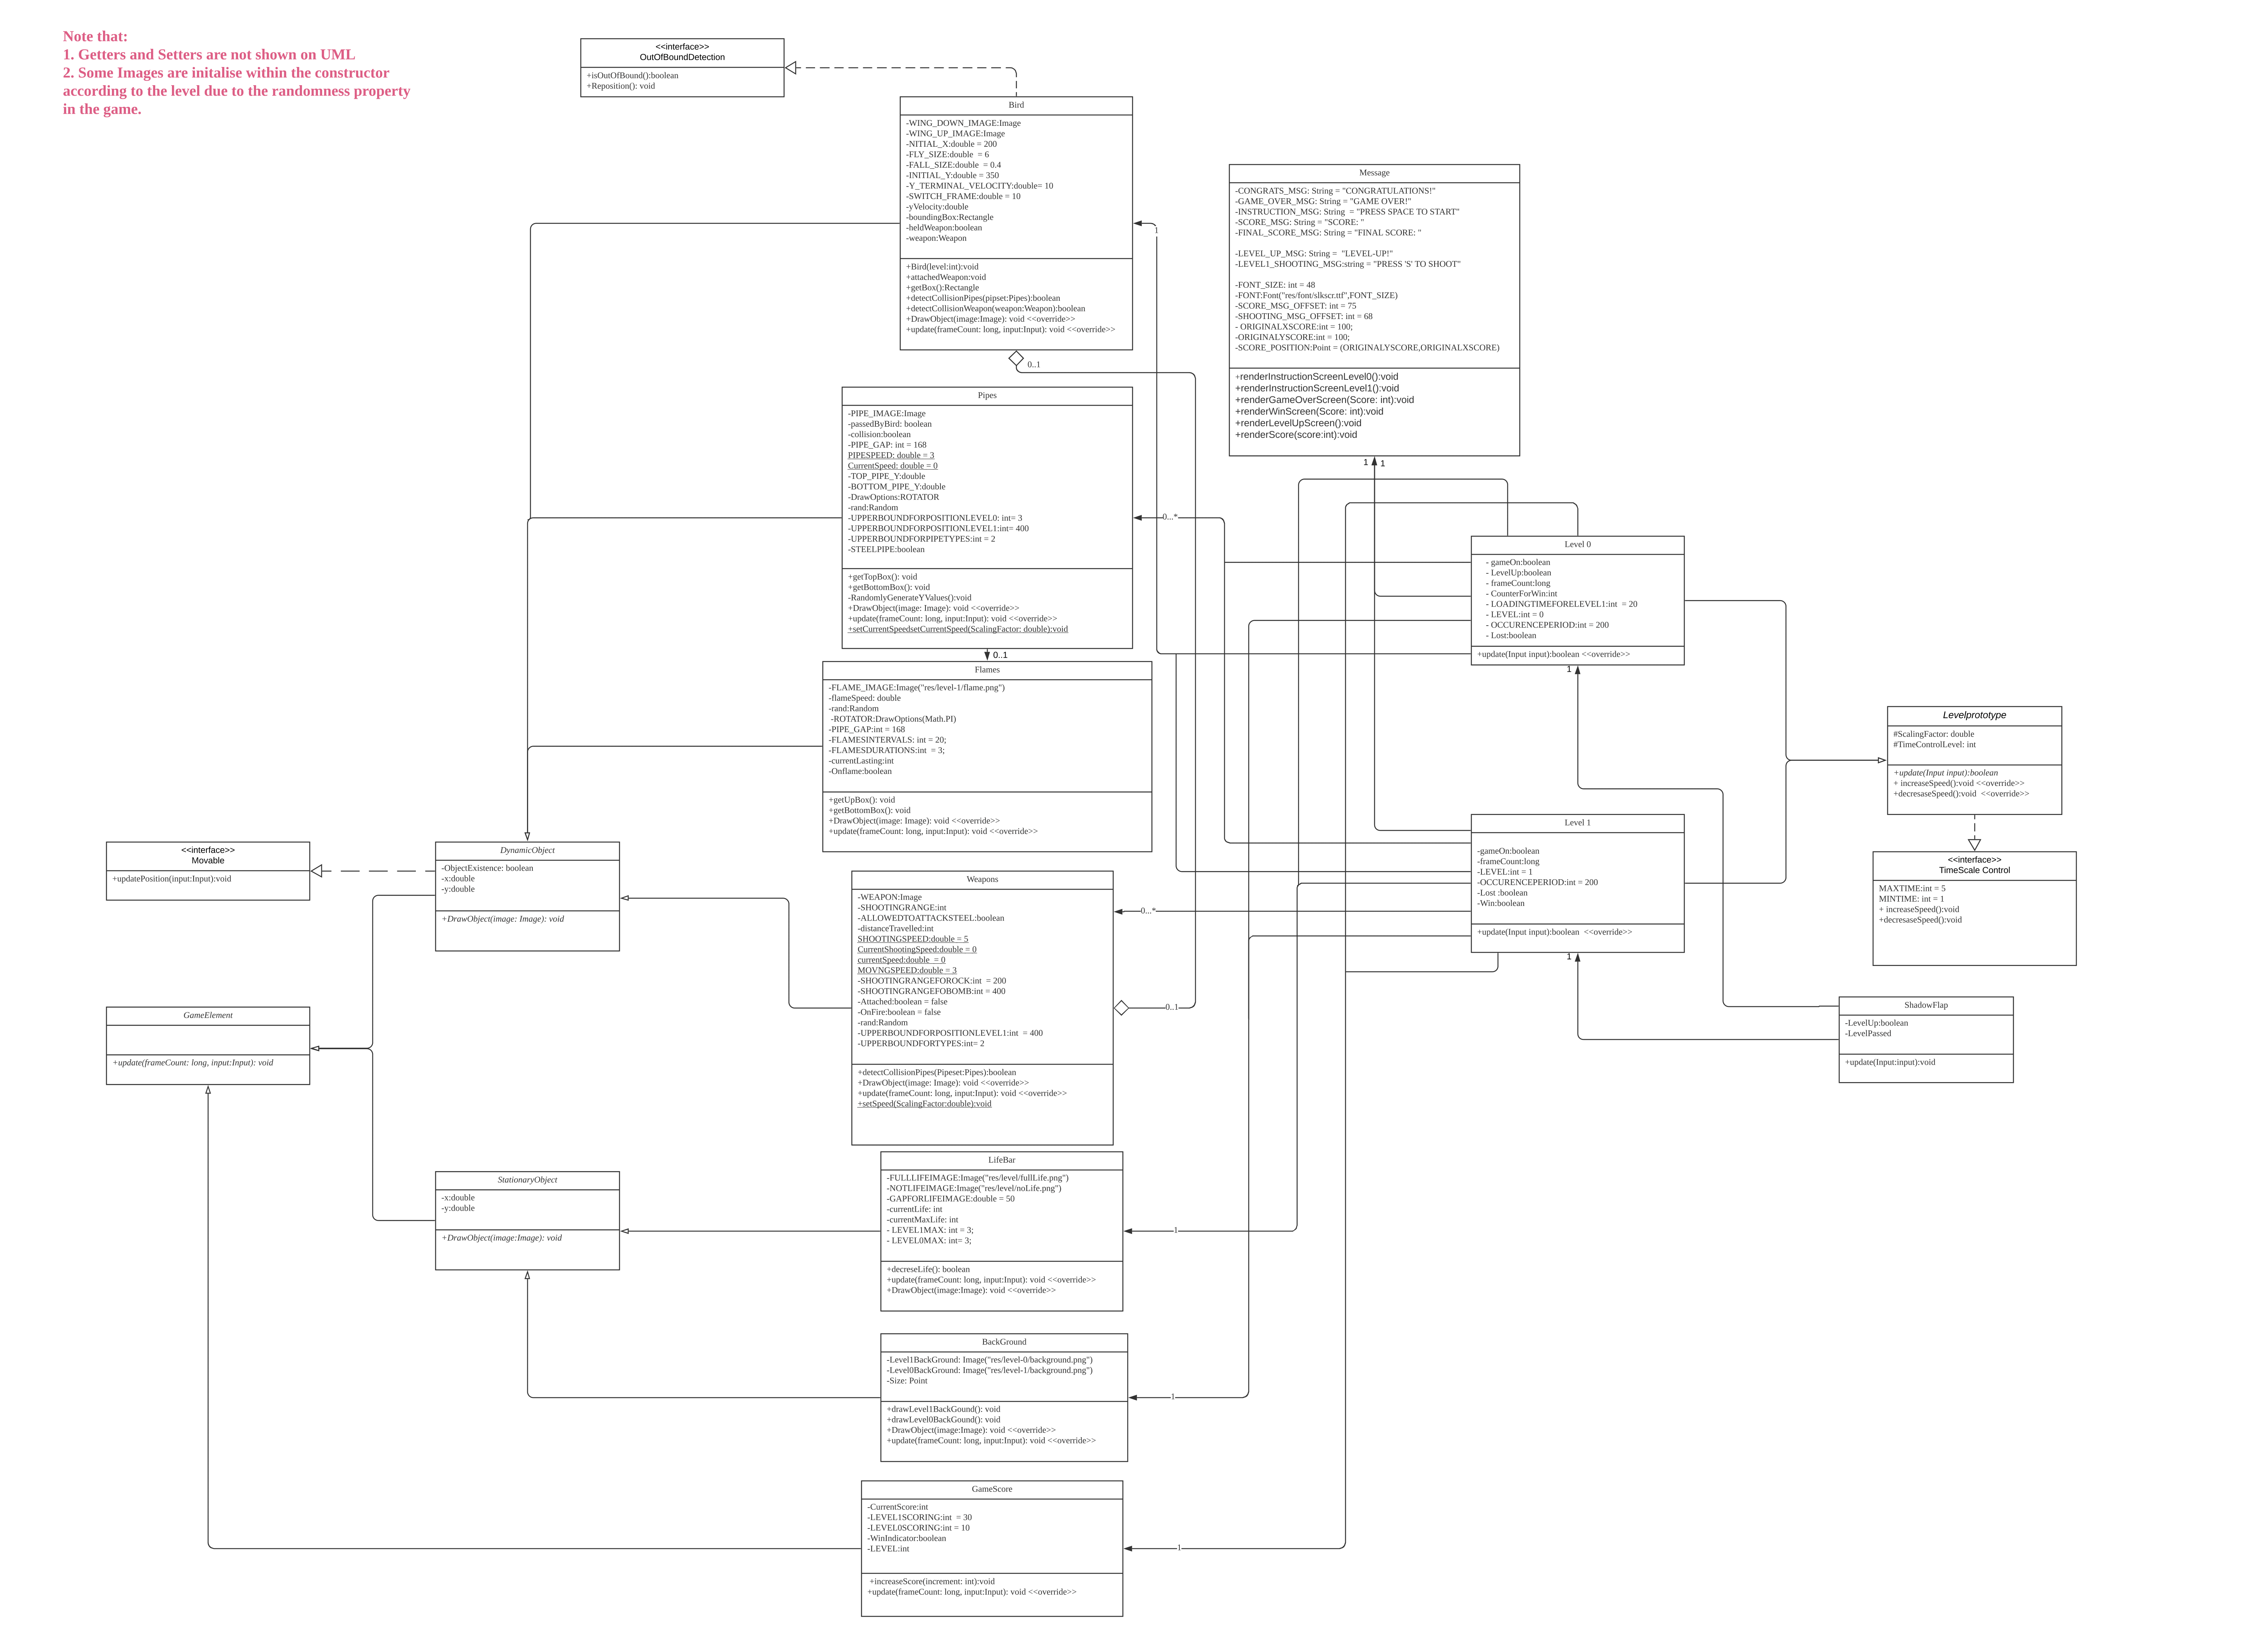 Note that:
1. Getters and Setters are not shown on UML
2. Some Images are initalise within the constructor
according to the level due to the randomness property
in the game.
<<interface>>
OutOfBoundDetection
+isOutOfBound():boolean
+Reposition(): void
Bird
-WING_DOWN_IMAGE:Image
-WING_UP_IMAGE:Image
-NITIAL_X:double = 200
-FLY_SIZE:double = 6
-FALL_SIZE:double = 0.4
-INITIAL_Y:double = 350
-Y_TERMINAL_VELOCITY:double= 10
-SWITCH_FRAME:double = 10
-yVelocity:double
-boundingBox:Rectangle
-heldWeapon:boolean
-weapon:Weapon
+Bird(level:int):void
+attachedWeapon:void
+getBox():Rectangle
+detectCollisionPipes(pipset:Pipes):boolean
+detectCollisionWeapon(weapon:Weapon):boolean
+DrawObject(image:Image): void <<override>>
+update(frameCount: long, input:Input): void <<override>>
1
0..1
Message
-CONGRATS_MSG: String = "CONGRATULATIONS!"
-GAME_OVER_MSG: String = "GAME OVER!"
-INSTRUCTION_MSG: String = "PRESS SPACE TO START"
-SCORE_MSG: String = "SCORE: "
-FINAL_SCORE_MSG: String = "FINAL SCORE: "
-LEVEL_UP_MSG: String = "LEVEL-UP!"
-LEVEL1_SHOOTING_MSG:string = "PRESS 'S' TO SHOOT"
-FONT_SIZE: int = 48
-FONT:Font("res/font/slkscr.ttf",FONT_SIZE)
-SCORE_MSG_OFFSET: int = 75
-SHOOTING_MSG_OFFSET: int = 68
- ORIGINALXSCORE:int = 100;
-ORIGINALYSCORE:int = 100;
-SCORE_POSITION:Point = (ORIGINALYSCORE,ORIGINALXSCORE)
+renderInstructionScreenLevel0():void
+renderInstructionScreenLevel1():void
+renderGameOverScreen(Score: int):void
+renderWinScreen(Score: int):void
+renderLevelUpScreen():void
+renderScore(score:int):void
1 1
Pipes
-PIPE_IMAGE:Image
-passedByBird: boolean
-collision:boolean
-PIPE_GAP: int = 168
PIPESPEED: double = 3
CurrentSpeed: double = 0
-TOP_PIPE_Y:double
-BOTTOM_PIPE_Y:double
-DrawOptions:ROTATOR
-rand:Random
-UPPERBOUNDFORPOSITIONLEVEL0: int= 3
-UPPERBOUNDFORPOSITIONLEVEL1:int= 400
-UPPERBOUNDFORPIPETYPES:int = 2
-STEELPIPE:boolean
+getTopBox(): void
+getBottomBox(): void
-RandomlyGenerateYValues():void
+DrawObject(image: Image): void <<override>>
+update(frameCount: long, input:Input): void <<override>>
+setCurrentSpeedsetCurrentSpeed(ScalingFactor: double):void
0...*
0..1
Level 0
- gameOn:boolean
- LevelUp:boolean
- frameCount:long
- CounterForWin:int
- LOADINGTIMEFORELEVEL1:int = 20
- LEVEL:int = 0
- OCCURENCEPERIOD:int = 200
- Lost:boolean
+update(Input input):boolean <<override>>
1
Flames
-FLAME_IMAGE:Image("res/level-1/flame.png")
-flameSpeed: double
-rand:Random
-ROTATOR:DrawOptions(Math.PI)
-PIPE_GAP:int = 168
-FLAMESINTERVALS: int = 20;
-FLAMESDURATIONS:int = 3;
-currentLasting:int
-Onflame:boolean
+getUpBox(): void
+getBottomBox(): void
+DrawObject(image: Image): void <<override>>
+update(frameCount: long, input:Input): void <<override>>
Levelprototype
#ScalingFactor: double
#TimeControlLevel: int
+update(Input input):boolean
+ increaseSpeed():void <<override>>
+decresaseSpeed():void <<override>>
<<interface>>
TimeScale Control
MAXTIME:int = 5
MINTIME: int = 1
+ increaseSpeed():void
+decresaseSpeed():void
Level 1
-gameOn:boolean
-frameCount:long
-LEVEL:int = 1
-OCCURENCEPERIOD:int = 200
-Lost :boolean
-Win:boolean
+update(Input input):boolean <<override>>
1
<<interface>>
Movable
+updatePosition(input:Input):void
DynamicObject
-ObjectExistence: boolean
-x:double
-y:double
+DrawObject(image: Image): void
Weapons
-WEAPON:Image
-SHOOTINGRANGE:int
-ALLOWEDTOATTACKSTEEL:boolean
-distanceTravelled:int
SHOOTINGSPEED:double = 5
CurrentShootingSpeed:double = 0
currentSpeed:double = 0
MOVNGSPEED:double = 3
-SHOOTINGRANGEFOROCK:int = 200
-SHOOTINGRANGEFOBOMB:int = 400
-Attached:boolean = false
-OnFire:boolean = false
-rand:Random
-UPPERBOUNDFORPOSITIONLEVEL1:int = 400
-UPPERBOUNDFORTYPES:int= 2
+detectCollisionPipes(Pipeset:Pipes):boolean
+DrawObject(image: Image): void <<override>>
+update(frameCount: long, input:Input): void <<override>>
+setSpeed(ScalingFactor:double):void
0...*
0..1
ShadowFlap
-LevelUp:boolean
-LevelPassed
+update(Input:input):void
GameElement
+update(frameCount: long, input:Input): void
StationaryObject
-x:double
-y:double
+DrawObject(image:Image): void
LifeBar
-FULLLIFEIMAGE:Image("res/level/fullLife.png")
-NOTLIFEIMAGE:Image("res/level/noLife.png")
-GAPFORLIFEIMAGE:double = 50
-currentLife: int
-currentMaxLife: int
- LEVEL1MAX: int = 3;
- LEVEL0MAX: int= 3;
+decreseLife(): boolean
+update(frameCount: long, input:Input): void <<override>>
+DrawObject(image:Image): void <<override>>
1
BackGround
-Level1BackGround: Image("res/level-0/background.png")
-Level0BackGround: Image("res/level-1/background.png")
-Size: Point
+drawLevel1BackGound(): void
+drawLevel0BackGound(): void
+DrawObject(image:Image): void <<override>>
+update(frameCount: long, input:Input): void <<override>>
1
GameScore
-CurrentScore:int
-LEVEL1SCORING:int = 30
-LEVEL0SCORING:int = 10
-WinIndicator:boolean
-LEVEL:int
+increaseScore(increment: int):void
+update(frameCount: long, input:Input): void <<override>>
1